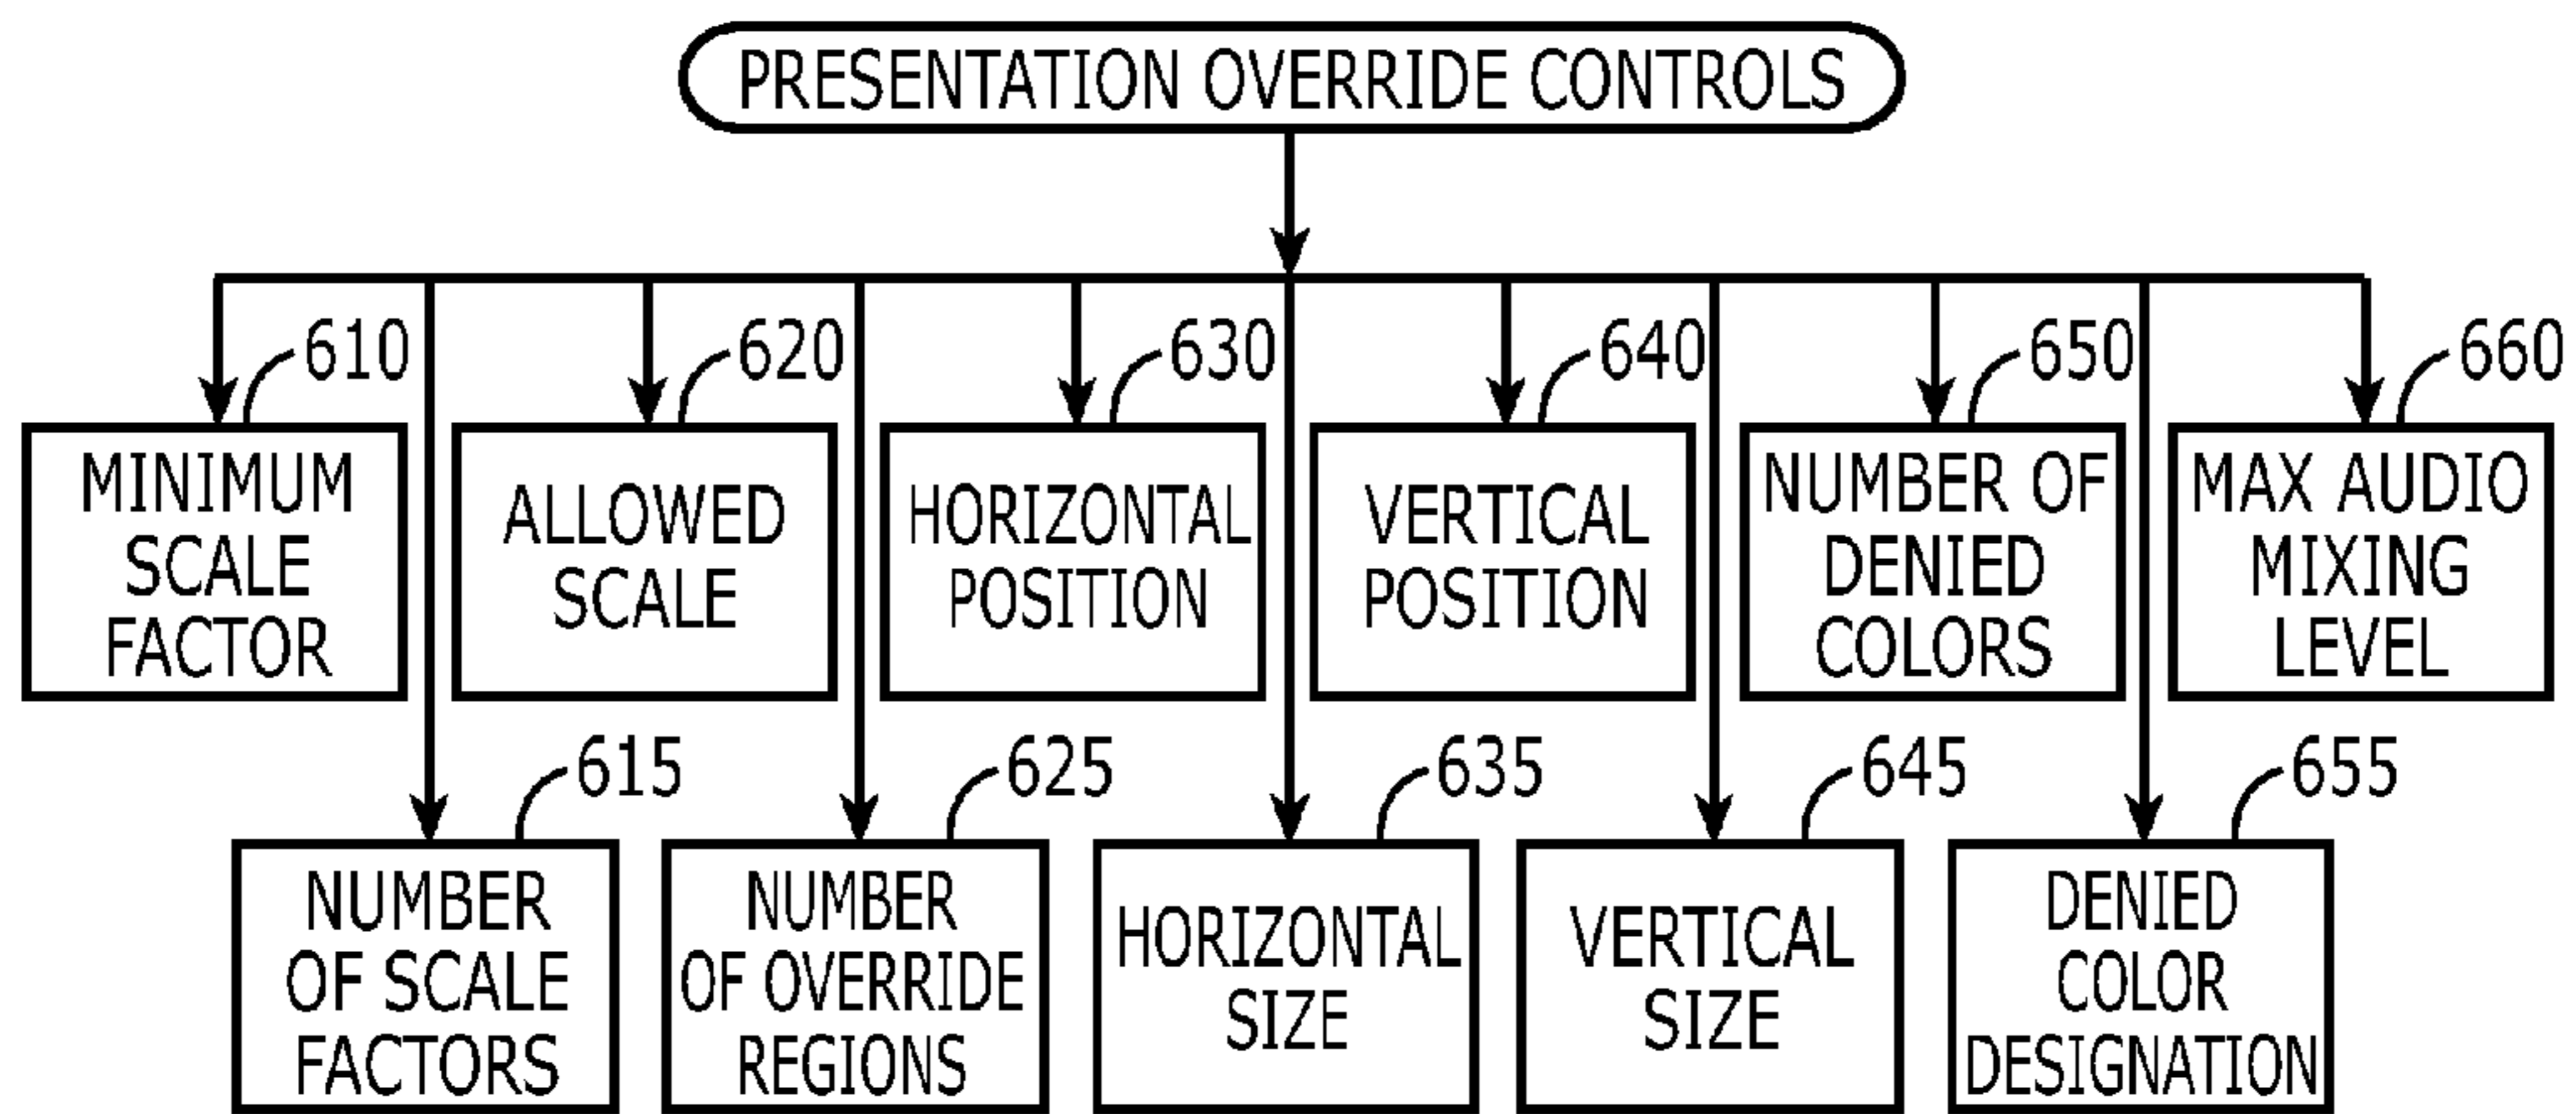 PRESENTATION OVERRIDE CONTROLS
610
MINIMUM
SCALE
FACTOR
620
ALLOWED
SCALE
630
HORIZONTAL
POSITION
640
VERTICAL
POSITION
650
NUMBER OF
DENIED
COLORS
660
MAX AUDIO
MIXING
LEVEL
615
NUMBER
OF SCALE
FACTORS
625
NUMBER
OF OVERRIDE
REGIONS
635
HORIZONTAL
SIZE
645
VERTICAL
SIZE
655
DENIED
COLOR
DESIGNATION